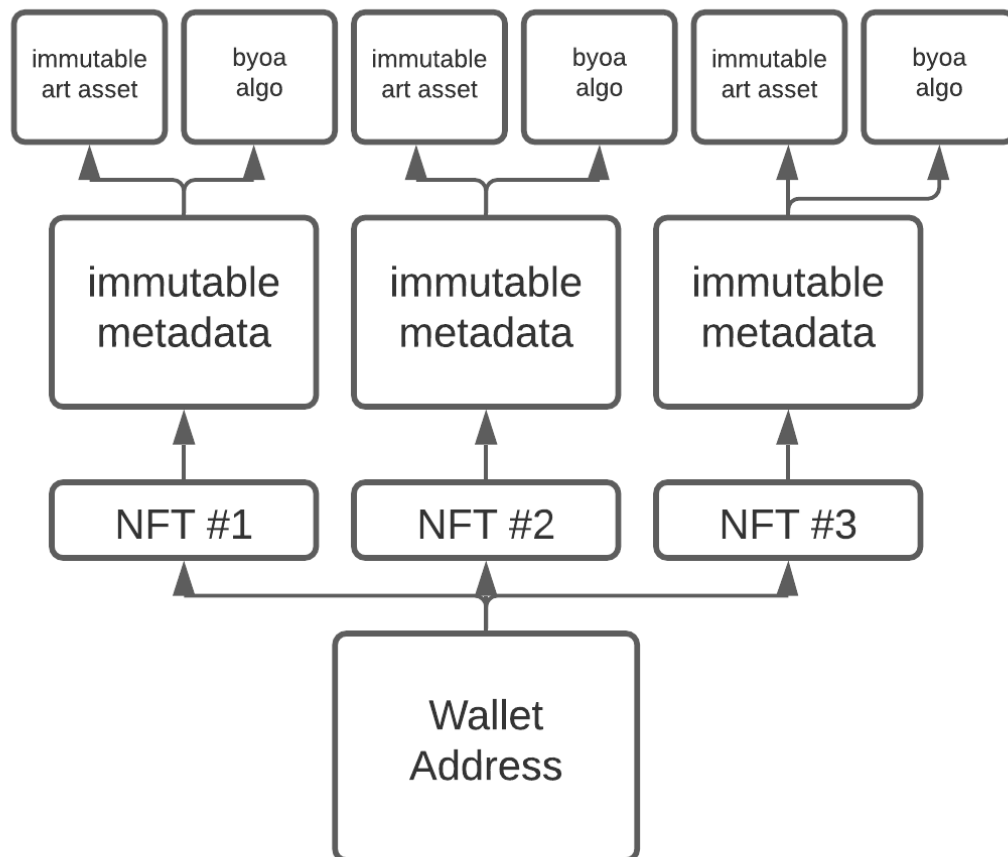 immutable
art asset
byoa
algo
immutable
art asset
byoa
algo
immutable
art asset
byoa
algo
immutable
metadata
immutable
metadata
immutable
metadata
NFT #1
NFT #2
NFT #3
Wallet
Address